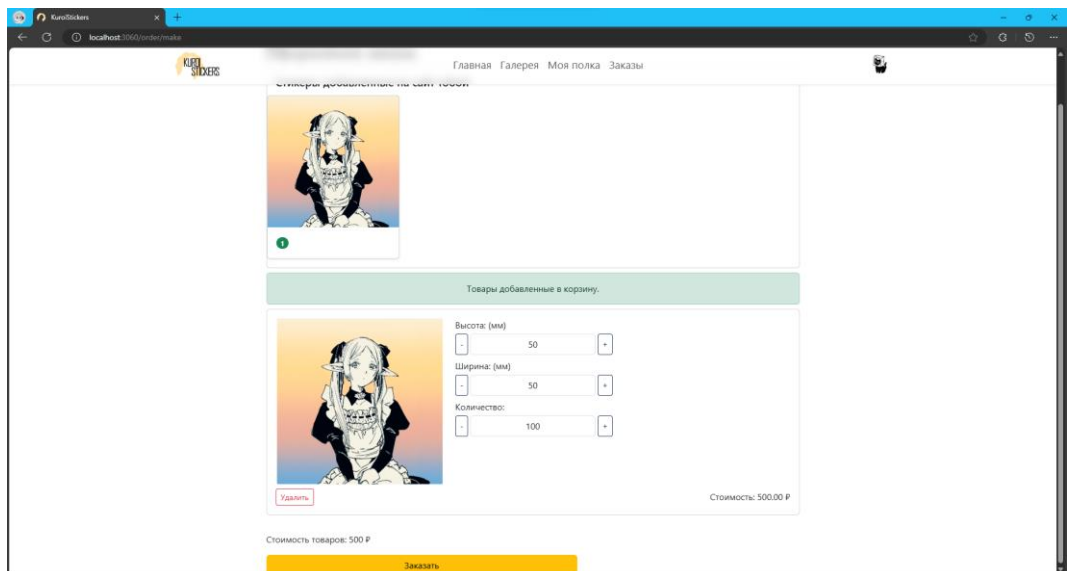 KuroStickers
localhost:3060/order/make
KURO
STICKERS
Главная Галерея Моя полка Заказы
Стикеры добавленные на сайт тобой
1
Товары добавленные в корзину.
Высота: (мм)
- 50 +
Ширина: (мм)
- 50 +
Количество:
- 100 +
Удалить
Стоимость: 500.00 ₽
Стоимость товаров: 500 ₽
Заказать